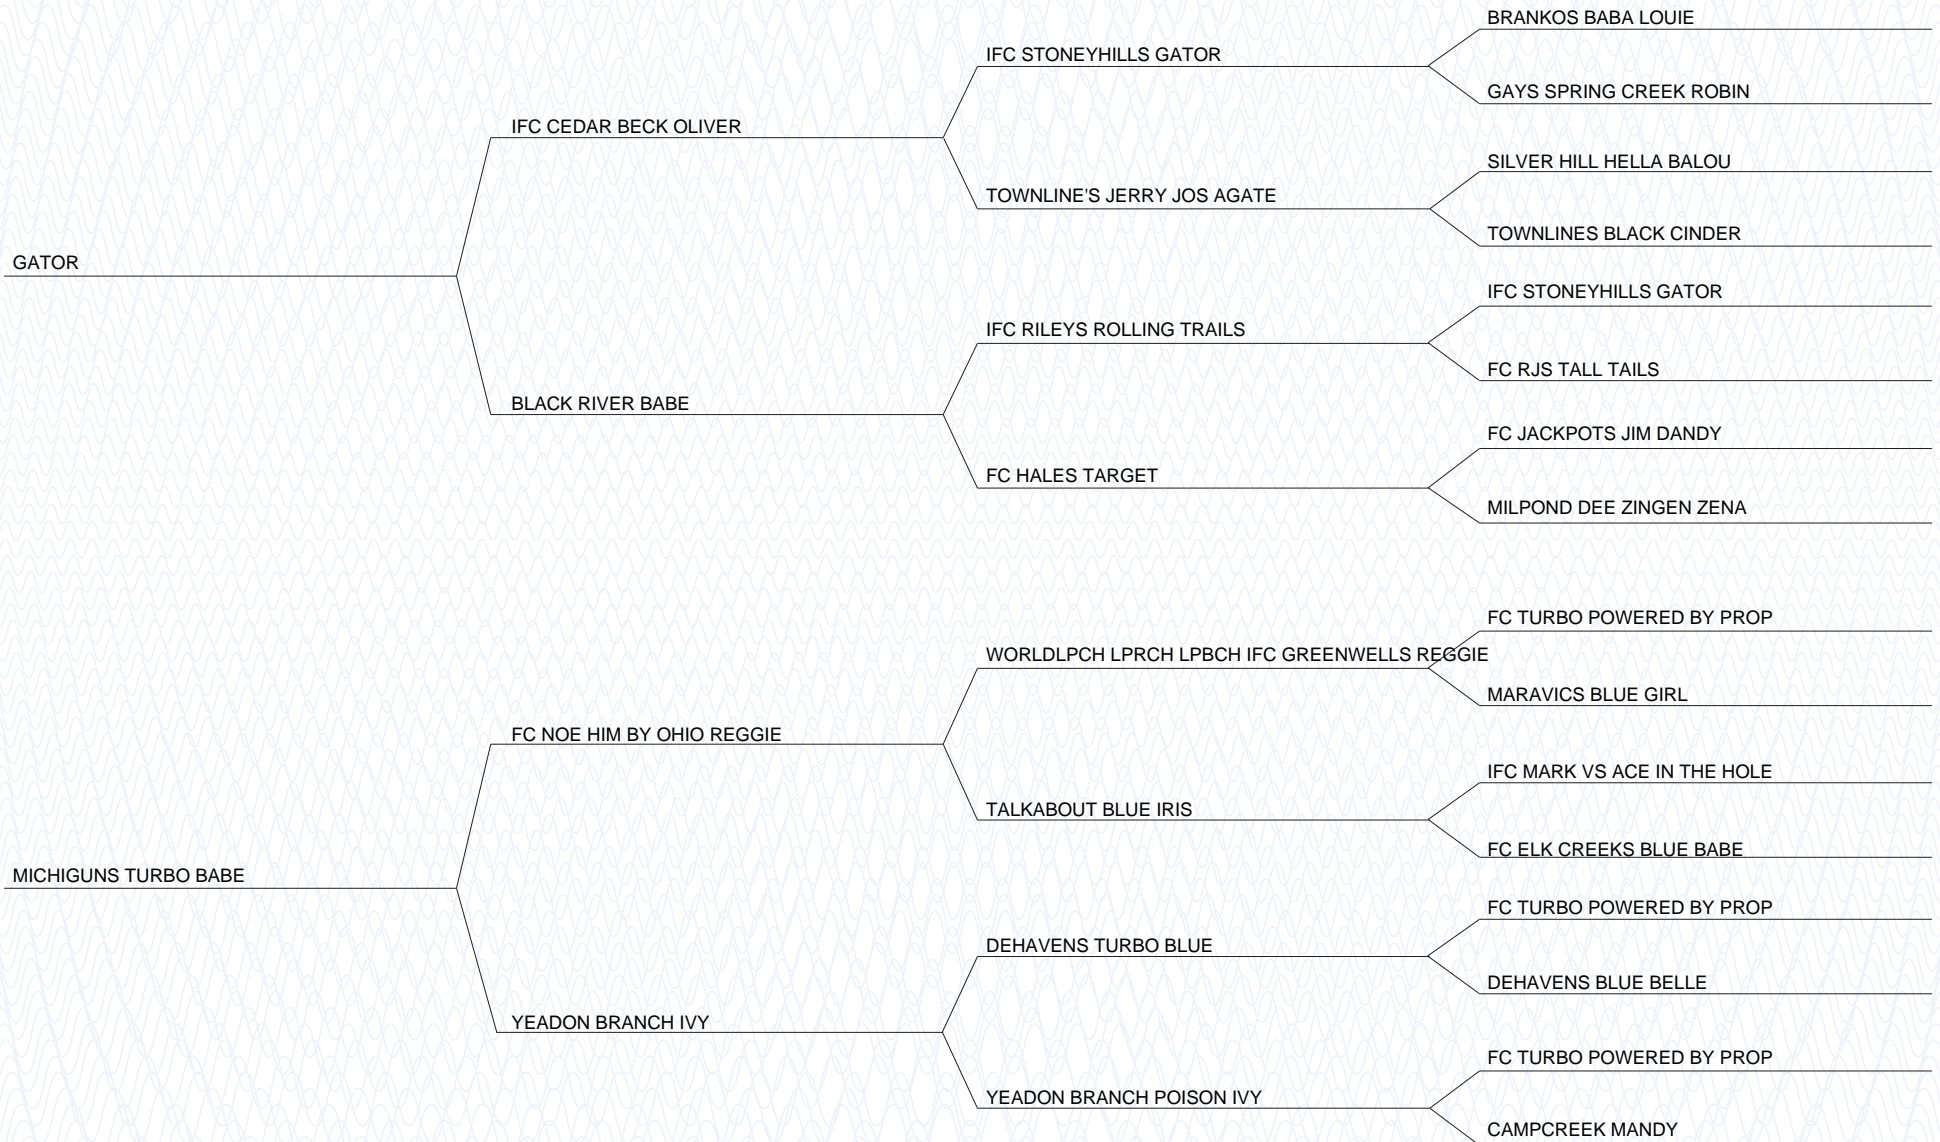 BRANKOS BABA LOUIE
IFC STONEYHILLS GATOR
GAYS SPRING CREEK ROBIN
IFC CEDAR BECK OLIVER
SILVER HILL HELLA BALOU
TOWNLINE'S JERRY JOS AGATE
TOWNLINES BLACK CINDER
GATOR
IFC STONEYHILLS GATOR
IFC RILEYS ROLLING TRAILS
FC RJS TALL TAILS
BLACK RIVER BABE
FC JACKPOTS JIM DANDY
FC HALES TARGET
MILPOND DEE ZINGEN ZENA
FC TURBO POWERED BY PROP
WORLDLPCH LPRCH LPBCH IFC GREENWELLS REGGIE
MARAVICS BLUE GIRL
FC NOE HIM BY OHIO REGGIE
IFC MARK VS ACE IN THE HOLE
TALKABOUT BLUE IRIS
FC ELK CREEKS BLUE BABE
MICHIGUNS TURBO BABE
FC TURBO POWERED BY PROP
DEHAVENS TURBO BLUE
DEHAVENS BLUE BELLE
YEADON BRANCH IVY
FC TURBO POWERED BY PROP
YEADON BRANCH POISON IVY
CAMPCREEK MANDY